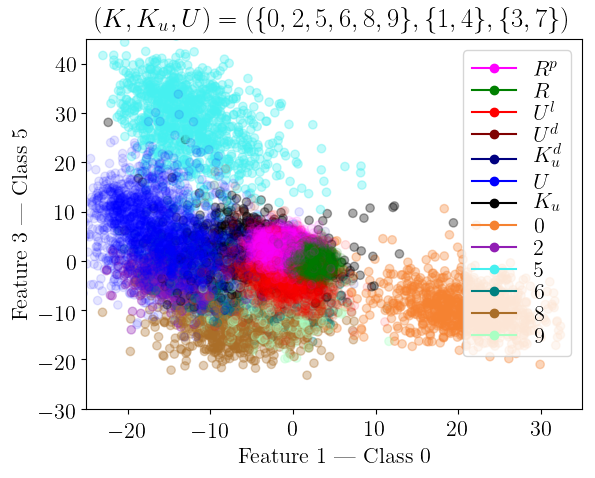 (K, K_u, U) = ({0, 2, 5, 6, 8, 9}, {1, 4}, {3, 7})
40
30
20
10
0
−10
−20
−30
Feature 3 — Class 5
R^p
R
U^l
U^d
K_u^d
U
K_u
0
2
5
6
8
9
−20
−10
0
10
20
30
Feature 1 — Class 0